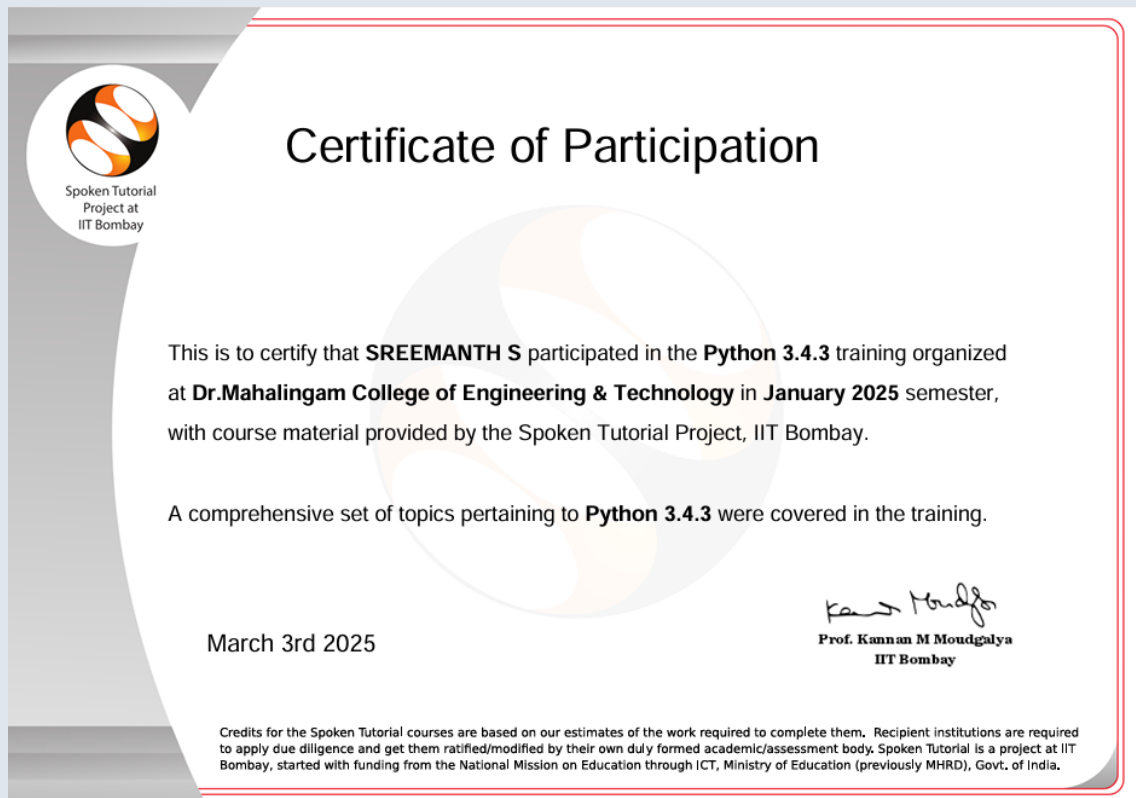 Spoken Tutorial
Project at
IIT Bombay
Certificate of Participation
This is to certify that SREEMANTH S participated in the Python 3.4.3 training organized
at Dr.Mahalingam College of Engineering & Technology in January 2025 semester,
with course material provided by the Spoken Tutorial Project, IIT Bombay.
A comprehensive set of topics pertaining to Python 3.4.3 were covered in the training.
March 3rd 2025
Prof. Kannan M Moudgalya
IIT Bombay
Credits for the Spoken Tutorial courses are based on our estimates of the work required to complete them. Recipient institutions are required
to apply due diligence and get them ratified/modified by their own duly formed academic/assessment body. Spoken Tutorial is a project at IIT
Bombay, started with funding from the National Mission on Education through ICT, Ministry of Education (previously MHRD), Govt. of India.